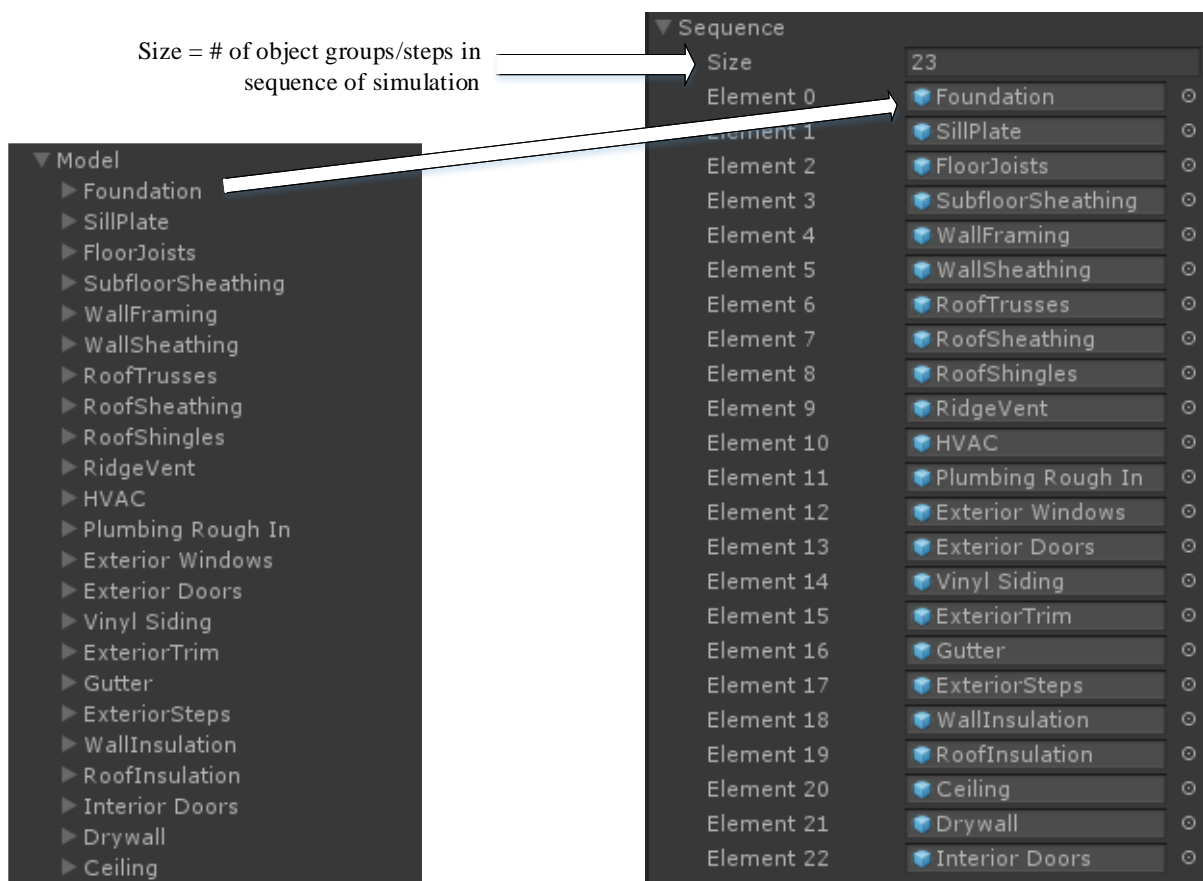 Size = # of object groups/steps in
sequence of simulation
Model
Foundation
SillPlate
FloorJoists
SubfloorSheathing
WallFraming
WallSheathing
RoofTrusses
RoofSheathing
RoofShingles
RidgeVent
HVAC
Plumbing Rough In
Exterior Windows
Exterior Doors
Vinyl Siding
ExteriorTrim
Gutter
ExteriorSteps
WallInsulation
RoofInsulation
Interior Doors
Drywall
Ceiling
Sequence
Size 23
Element 0 Foundation
Element 1 SillPlate
Element 2 FloorJoists
Element 3 SubfloorSheathing
Element 4 WallFraming
Element 5 WallSheathing
Element 6 RoofTrusses
Element 7 RoofSheathing
Element 8 RoofShingles
Element 9 RidgeVent
Element 10 HVAC
Element 11 Plumbing Rough In
Element 12 Exterior Windows
Element 13 Exterior Doors
Element 14 Vinyl Siding
Element 15 ExteriorTrim
Element 16 Gutter
Element 17 ExteriorSteps
Element 18 WallInsulation
Element 19 RoofInsulation
Element 20 Ceiling
Element 21 Drywall
Element 22 Interior Doors